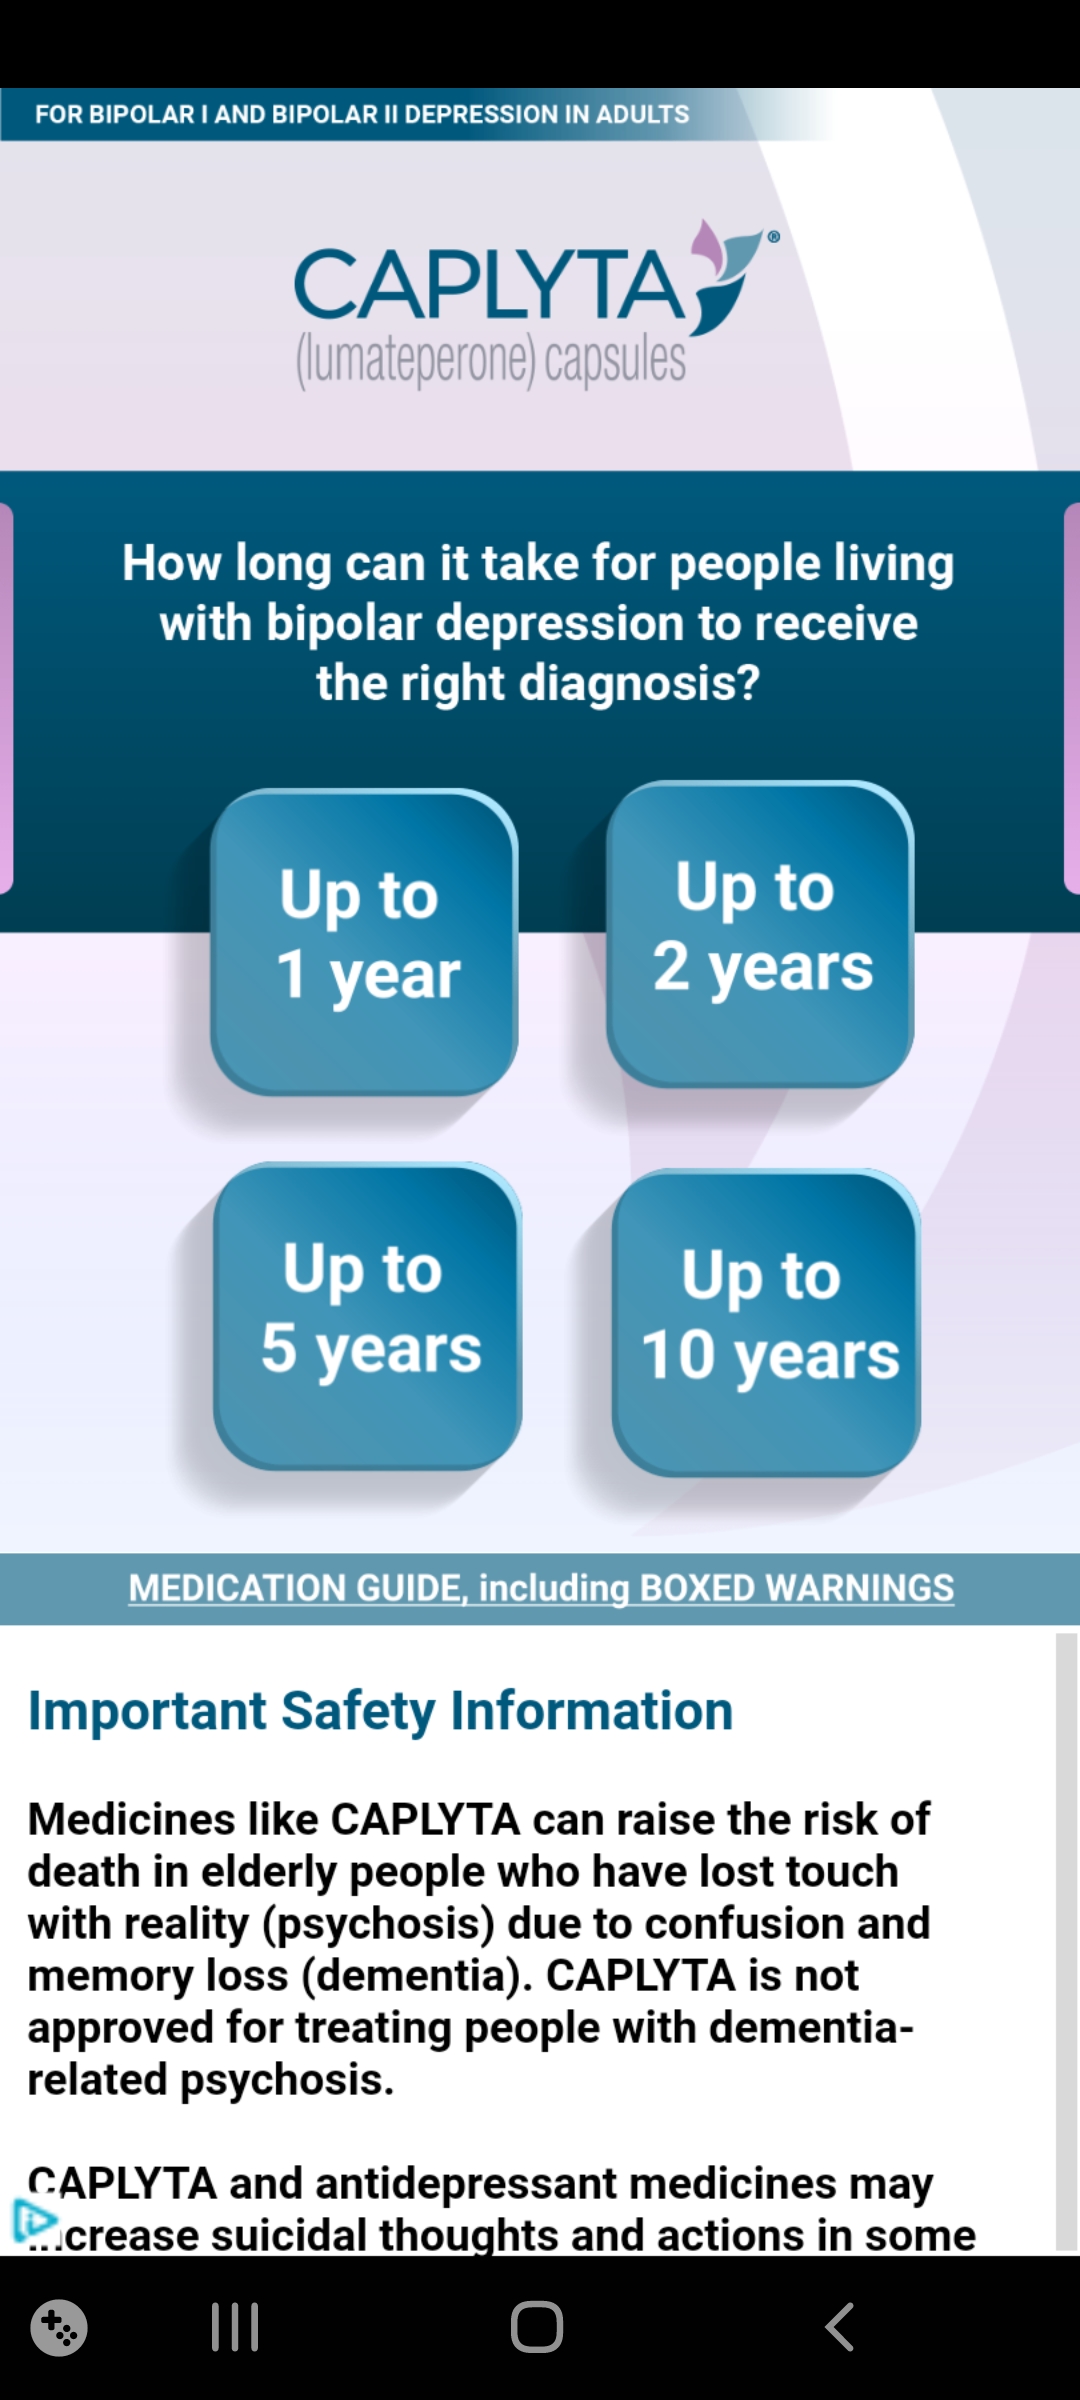 FOR BIPOLAR I AND BIPOLAR II DEPRESSION IN ADULTS
CAPLYTA®
(lumateperone) capsules
How long can it take for people living
with bipolar depression to receive
the right diagnosis?
Up to
1 year
Up to
2 years
Up to
5 years
Up to
10 years
MEDICATION GUIDE, including BOXED WARNINGS
Important Safety Information
Medicines like CAPLYTA can raise the risk of
death in elderly people who have lost touch
with reality (psychosis) due to confusion and
memory loss (dementia). CAPLYTA is not
approved for treating people with dementia-
related psychosis.
CAPLYTA and antidepressant medicines may
increase suicidal thoughts and actions in some